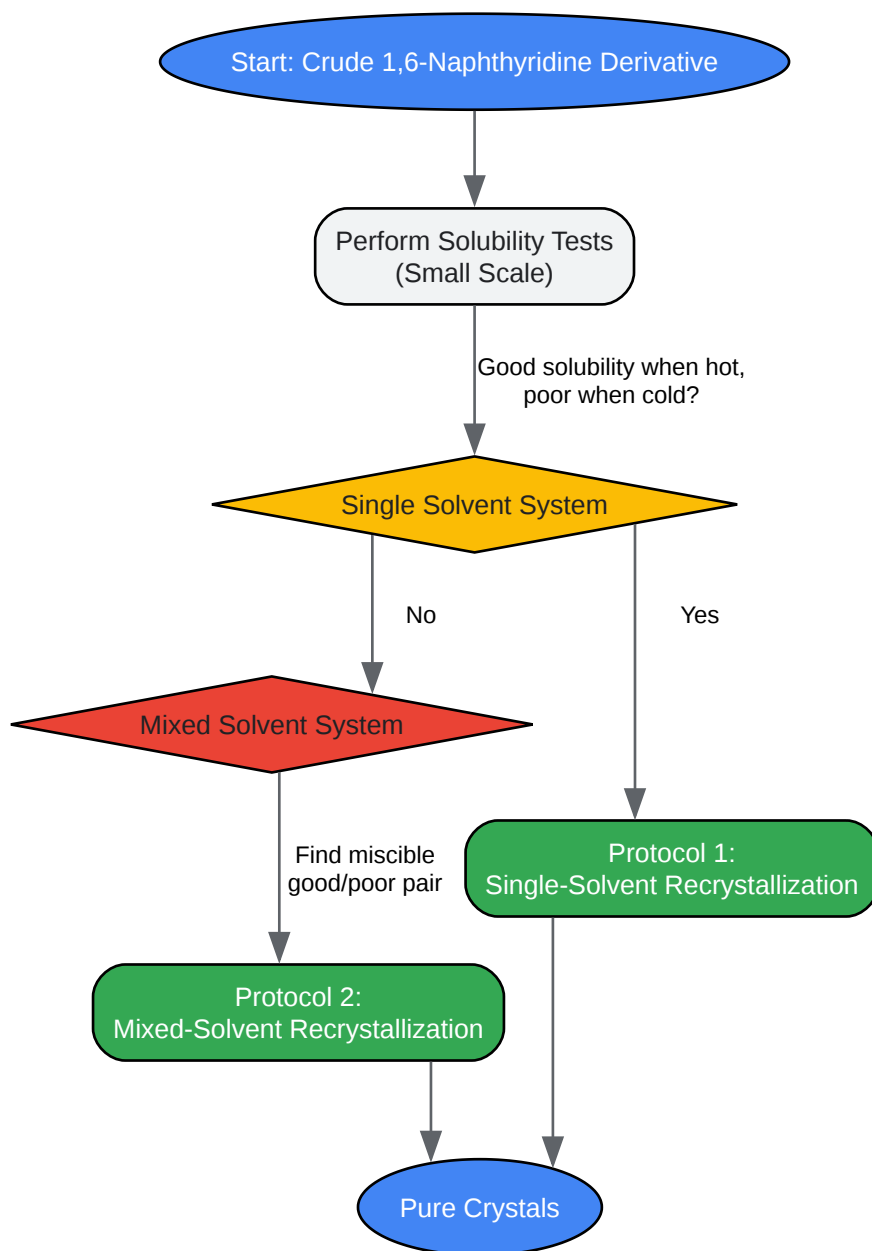 Start: Crude 1,6-Naphthyridine Derivative
Perform Solubility Tests
(Small Scale)
Good solubility when hot,
poor when cold?
Single Solvent System
No
Yes
Mixed Solvent System
Find miscible
good/poor pair
Protocol 1:
Single-Solvent Recrystallization
Protocol 2:
Mixed-Solvent Recrystallization
Pure Crystals